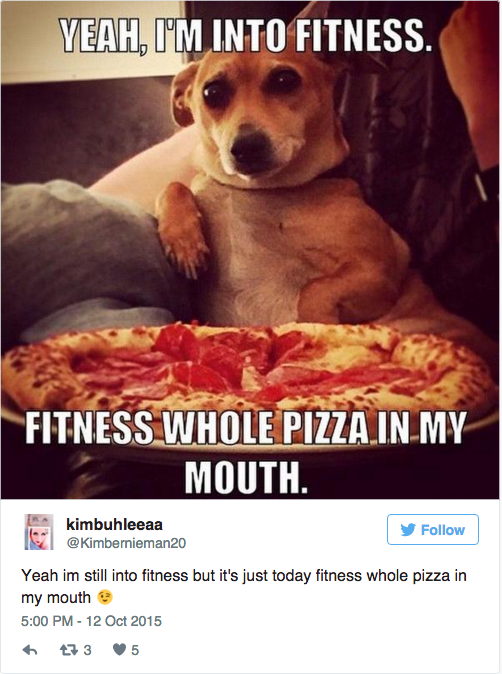 YEAH, I'M INTO FITNESS.
FITNESS WHOLE PIZZA IN MY
MOUTH.
kimbuhleeaa
@Kimbernieman20
Follow
Yeah im still into fitness but it's just today fitness whole pizza in
my mouth 😉
5:00 PM - 12 Oct 2015
3 5